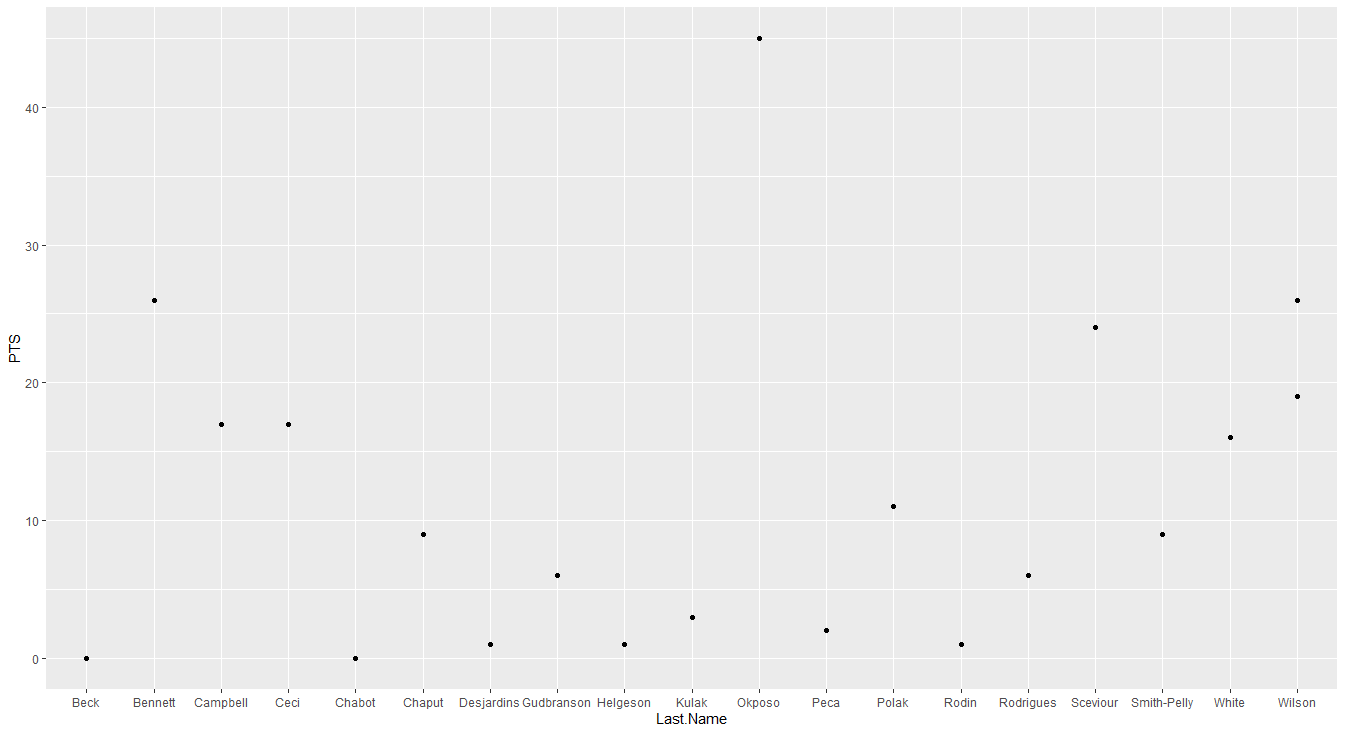 PTS
40
30
20
10
0
Beck Bennett Campbell Ceci Chabot Chaput Desjardins Gudbranson Helgeson Kulak Okposo Peca Polak Rodin Rodrigues Sceviour Smith-Pelly White Wilson
Last.Name